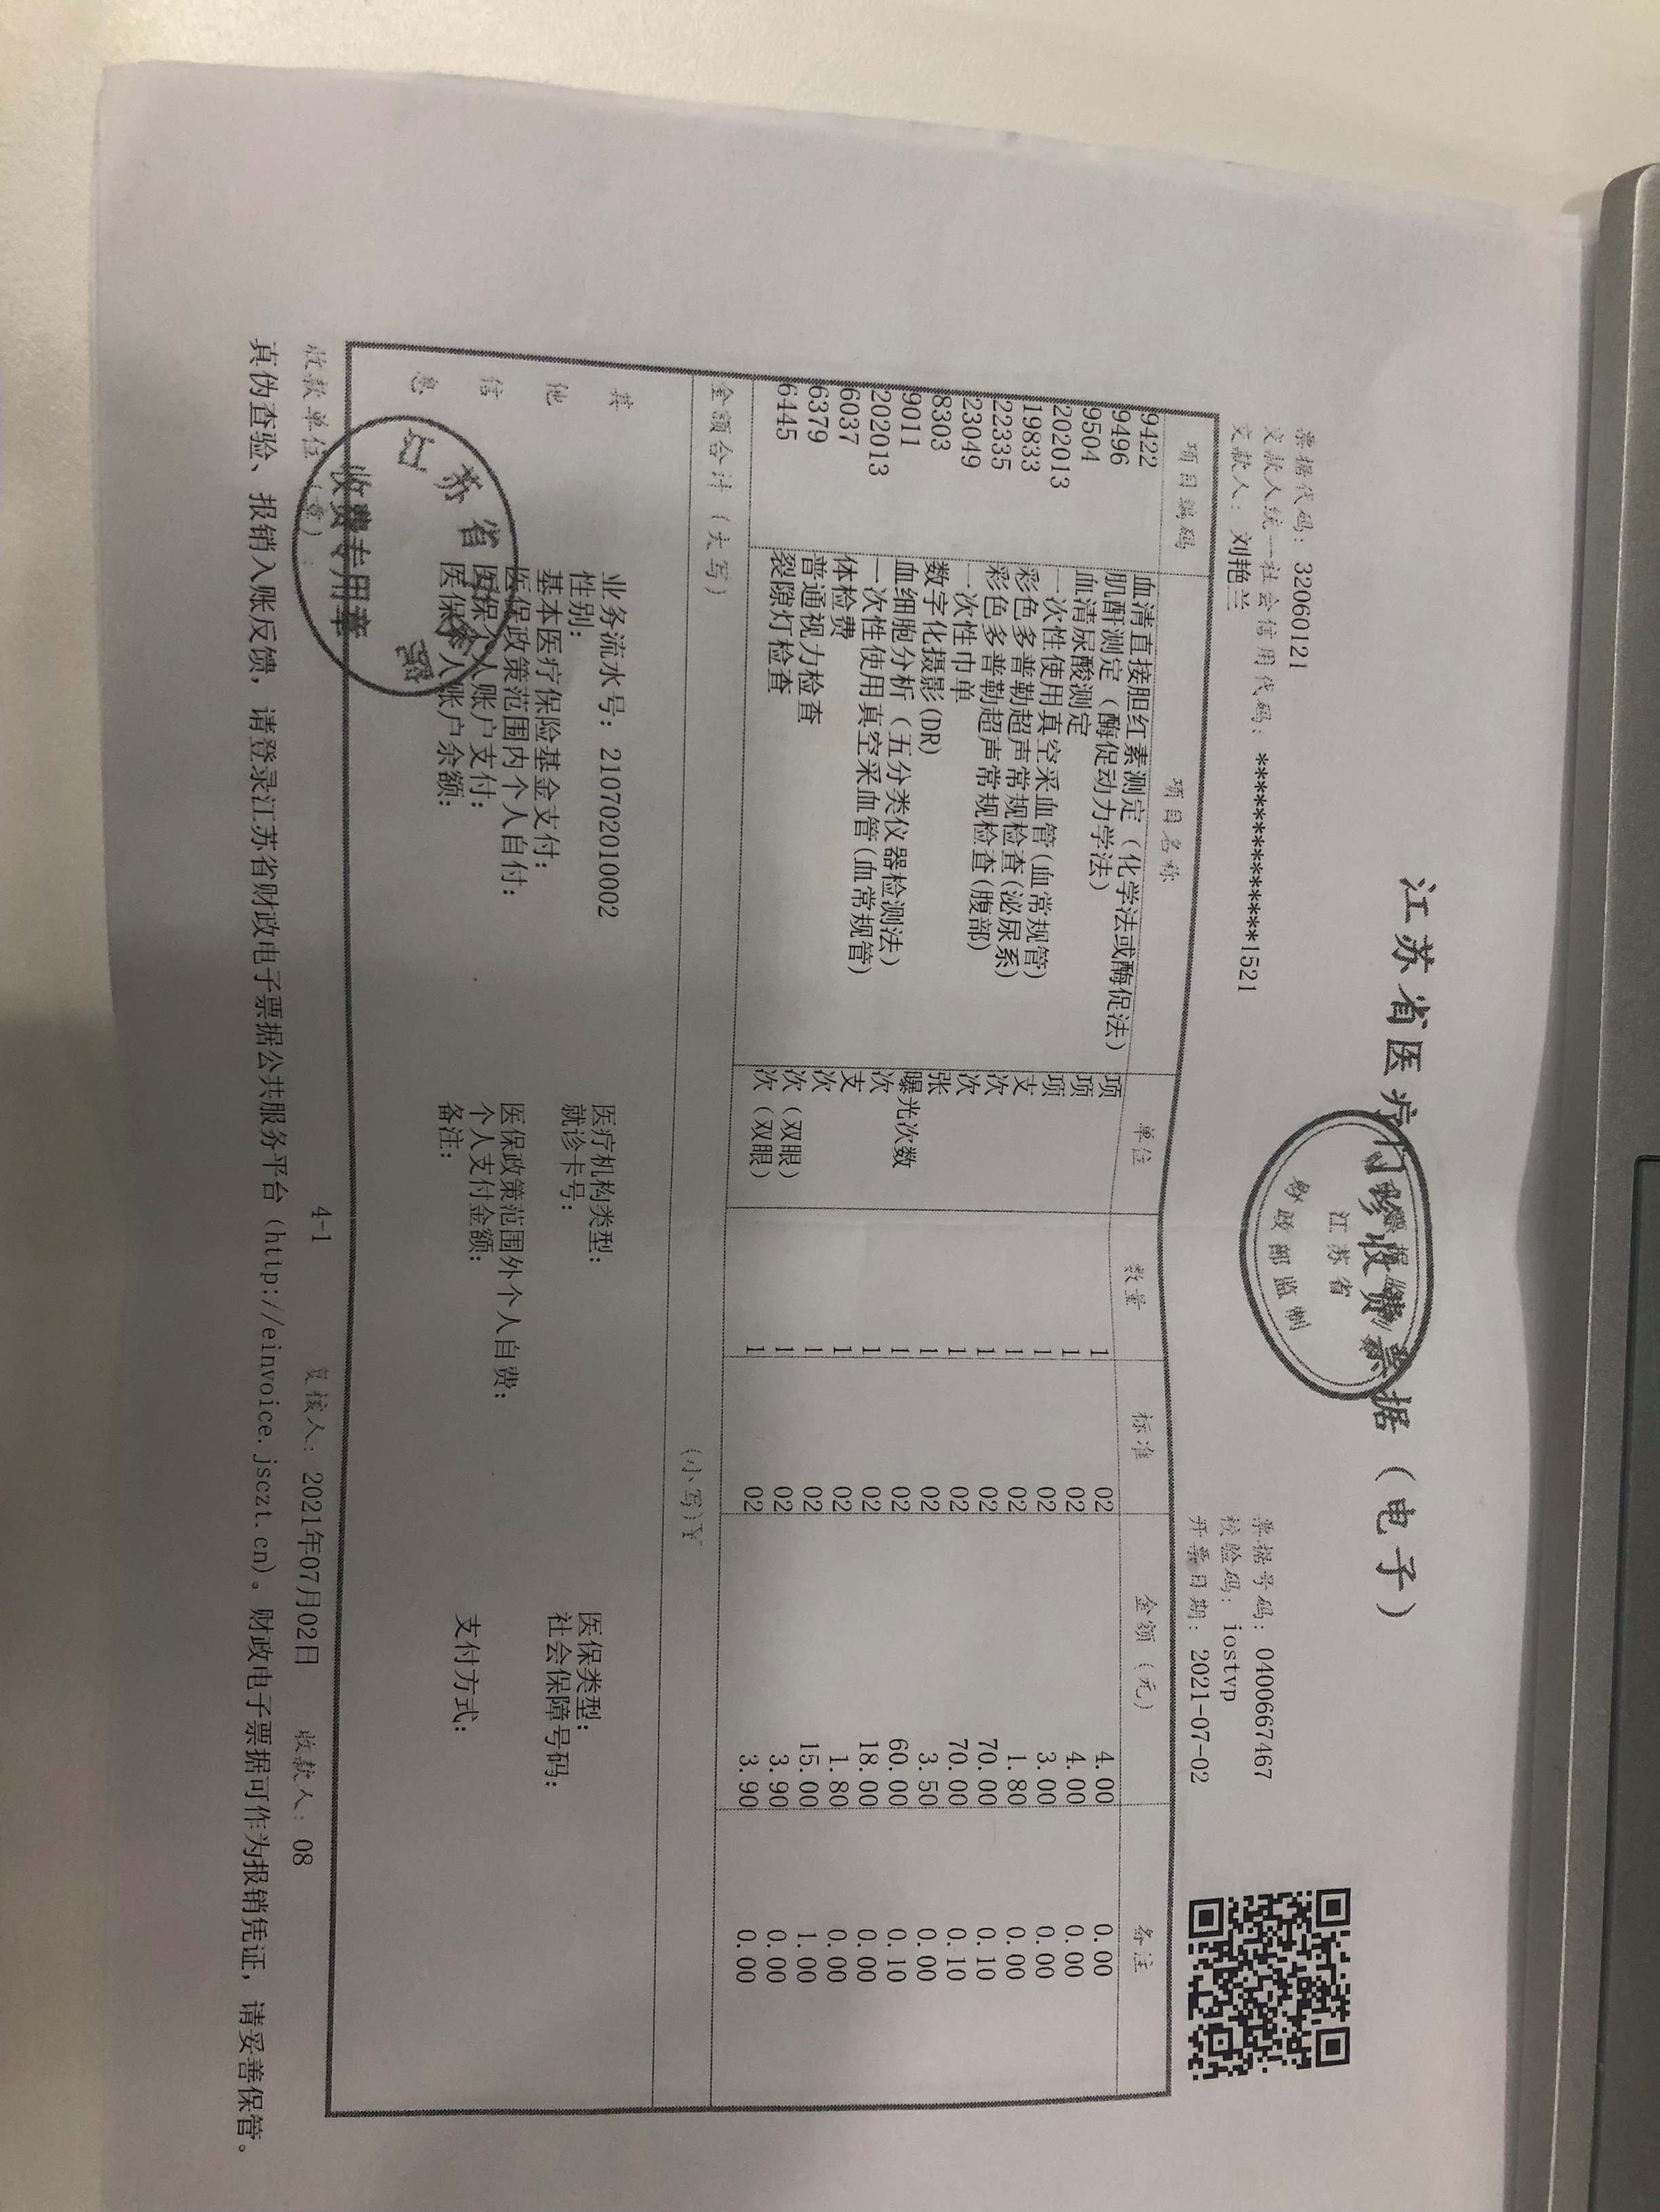 江苏省医疗门诊收费票据（电子）
江苏省
财政部监制
票据代码：32060121
票据号码：0400667467
交款人统一社会信用代码：**************1521
校验码：iostvp
交款人：刘艳兰
开票日期：2021-07-02
项目编码 项目名称 单位 数量 标准 金额（元） 备注
9422 血清直接胆红素测定（化学法或酶促法） 项 1 02 4.00 0.00
9496 肌酐测定（酶促动力学法） 项 1 02 4.00 0.00
9504 血清尿酸测定 项 1 02 3.00 0.00
202013 一次性使用真空采血管(血常规管) 支 1 02 1.80 0.00
19833 彩色多普勒超声常规检查(泌尿系) 次 1 02 70.00 0.10
22335 彩色多普勒超声常规检查(腹部) 次 1 02 70.00 0.10
23049 一次性巾单 张 1 02 3.50 0.00
8303 数字化摄影(DR) 曝光次数 1 02 60.00 0.10
9011 血细胞分析（五分类仪器检测法） 次 1 02 18.00 0.00
202013 一次性使用真空采血管(血常规管) 支 1 02 1.80 0.00
6037 体检费 次 1 02 15.00 1.00
6379 普通视力检查 次（双眼） 1 02 3.90 0.00
6445 裂隙灯检查 次（双眼） 1 02 3.90 0.00
金额合计（大写） （小写）¥
其他信息
业务流水号：210702010002 医疗机构类型： 医保类型：
性别： 就诊卡号： 社会保障号码：
基本医疗保险基金支付：
医保政策范围内个人自付： 医保政策范围外个人自费：
医保个人账户支付： 个人支付金额： 支付方式：
医保个人账户余额： 备注：
江苏省
收费专用章
收款单位（章）： 4-1 复核人：2021年07月02日 收款人：08
真伪查验、报销入账反馈，请登录江苏省财政电子票据公共服务平台（http://einvoice.jsczt.cn）。财政电子票据可作为报销凭证，请妥善保管。